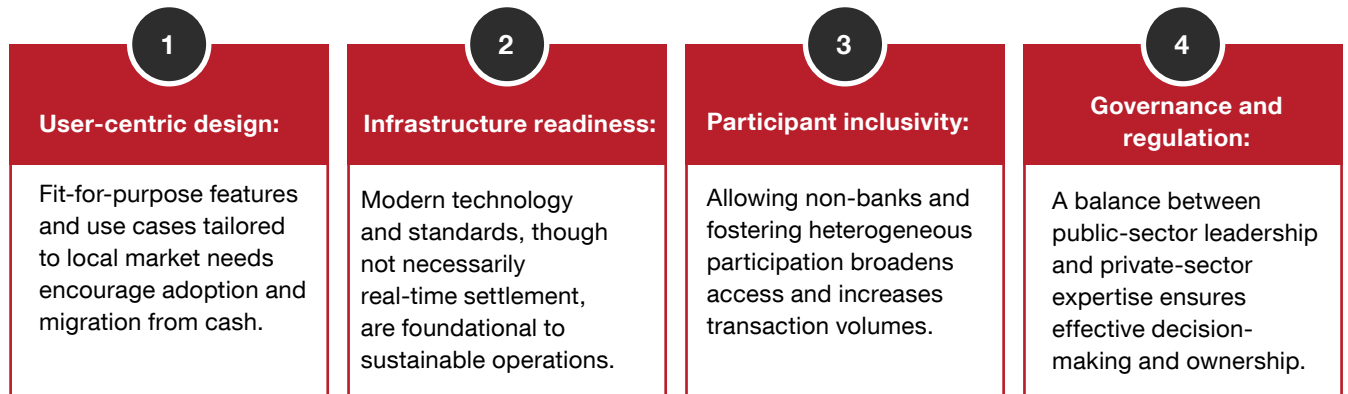 1
User-centric design:
Fit-for-purpose features
and use cases tailored
to local market needs
encourage adoption and
migration from cash.
2
Infrastructure readiness:
Modern technology
and standards, though
not necessarily
real-time settlement,
are foundational to
sustainable operations.
3
Participant inclusivity:
Allowing non-banks and
fostering heterogeneous
participation broadens
access and increases
transaction volumes.
4
Governance and
regulation:
A balance between
public-sector leadership
and private-sector
expertise ensures
effective decision-
making and ownership.